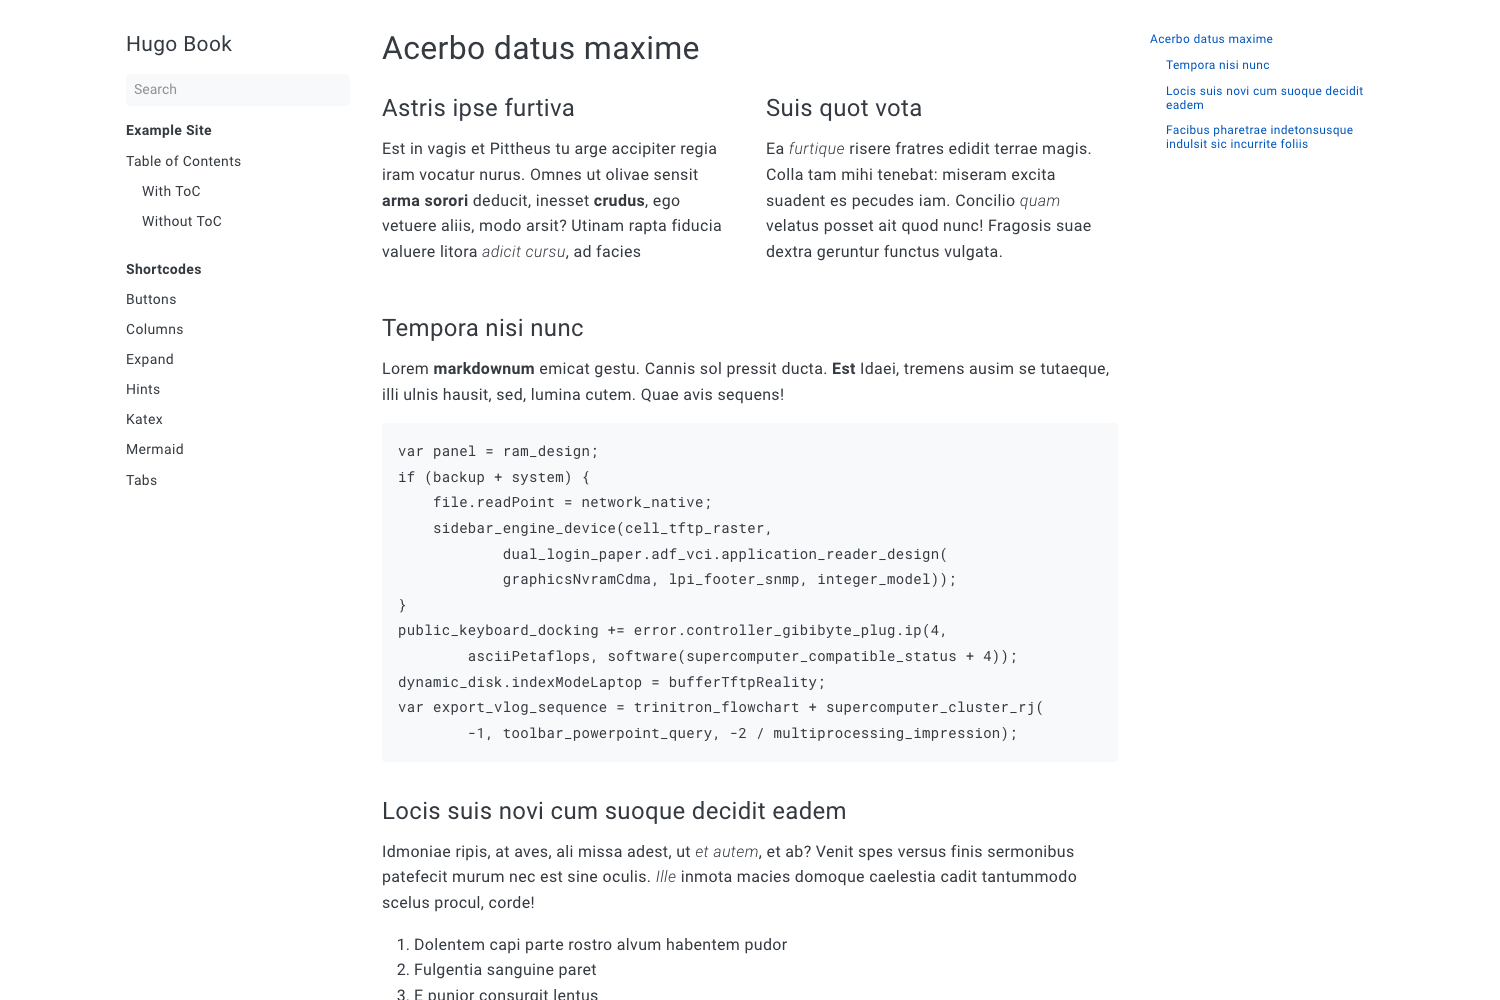 Hugo Book
Search
Example Site
Table of Contents
With ToC
Without ToC
Shortcodes
Buttons
Columns
Expand
Hints
Katex
Mermaid
Tabs
Acerbo datus maxime
Astris ipse furtiva
Est in vagis et Pittheus tu arge accipiter regia
iram vocatur nurus. Omnes ut olivae sensit
arma sorori deducit, inesset crudus, ego
vetuere aliis, modo arsit? Utinam rapta fiducia
valuere litora adicit cursu, ad facies
Suis quot vota
Ea furtique risere fratres edidit terrae magis.
Colla tam mihi tenebat: miseram excita
suadent es pecudes iam. Concilio quam
velatus posset ait quod nunc! Fragosis suae
dextra geruntur functus vulgata.
Tempora nisi nunc
Lorem markdownum emicat gestu. Cannis sol pressit ducta. Est Idaei, tremens ausim se tutaeque,
illi ulnis hausit, sed, lumina cutem. Quae avis sequens!
var panel = ram_design;
if (backup + system) {
    file.readPoint = network_native;
    sidebar_engine_device(cell_tftp_raster,
            dual_login_paper.adf_vci.application_reader_design(
            graphicsNvramCdma, lpi_footer_snmp, integer_model));
}
public_keyboard_docking += error.controller_gibibyte_plug.ip(4,
        asciiPetaflops, software(supercomputer_compatible_status + 4));
dynamic_disk.indexModeLaptop = bufferTftpReality;
var export_vlog_sequence = trinitron_flowchart + supercomputer_cluster_rj(
        -1, toolbar_powerpoint_query, -2 / multiprocessing_impression);
Locis suis novi cum suoque decidit eadem
Idmoniae ripis, at aves, ali missa adest, ut et autem, et ab? Venit spes versus finis sermonibus
patefecit murum nec est sine oculis. Ille inmota macies domoque caelestia cadit tantummodo
scelus procul, corde!
1. Dolentem capi parte rostro alvum habentem pudor
2. Fulgentia sanguine paret
3. E punior consurgit lentus
Acerbo datus maxime
Tempora nisi nunc
Locis suis novi cum suoque decidit
eadem
Facibus pharetrae indetonsusque
indulsit sic incurrite foliis